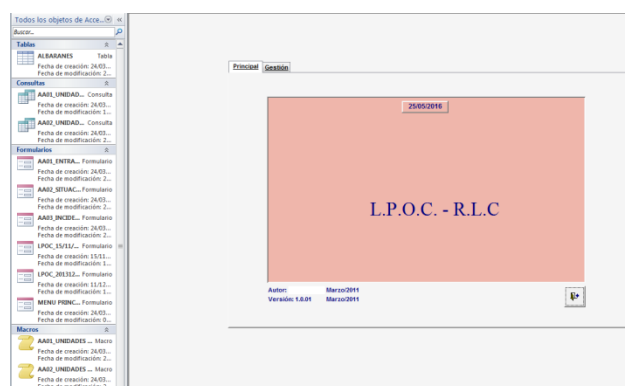 Todos los objetos de Acce...
Buscar...
Tablas
ALBARANES Tabla
Fecha de creación: 24/03...
Fecha de modificación: 2...
Consultas
AA01_UNIDAD... Consulta
Fecha de creación: 24/03...
Fecha de modificación: 1...
AA02_UNIDAD... Consulta
Fecha de creación: 24/03...
Fecha de modificación: 2...
Formularios
AA01_ENTRA... Formulario
Fecha de creación: 24/03...
Fecha de modificación: 2...
AA02_SITUAC... Formulario
Fecha de creación: 24/03...
Fecha de modificación: 2...
AA03_INCIDE... Formulario
Fecha de creación: 24/03...
Fecha de modificación: 2...
LPOC_15/11/... Formulario
Fecha de creación: 15/11...
Fecha de modificación: 1...
LPOC_201312... Formulario
Fecha de creación: 11/12...
Fecha de modificación: 1...
MENU PRINC... Formulario
Fecha de creación: 24/03...
Fecha de modificación: 0...
Macros
AA01_UNIDADES ... Macro
Fecha de creación: 24/03...
Fecha de modificación: 2...
AA02_UNIDADES ... Macro
Fecha de creación: 24/03...
Principal Gestión
25/05/2016
L.P.O.C. - R.L.C
Autor: Marzo/2011
Versión: 1.0.01 Marzo/2011